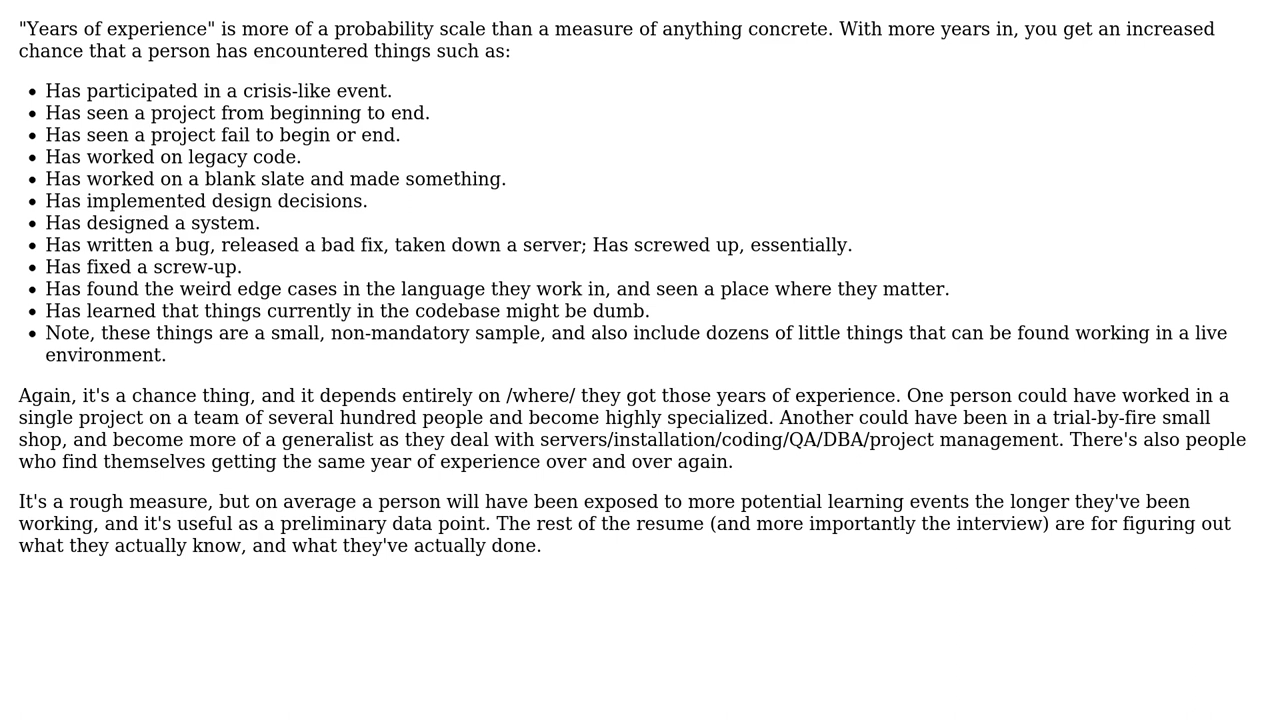 "Years of experience" is more of a probability scale than a measure of anything concrete. With more years in, you get an increased
chance that a person has encountered things such as:
• Has participated in a crisis-like event.
• Has seen a project from beginning to end.
• Has seen a project fail to begin or end.
• Has worked on legacy code.
• Has worked on a blank slate and made something.
• Has implemented design decisions.
• Has designed a system.
• Has written a bug, released a bad fix, taken down a server; Has screwed up, essentially.
• Has fixed a screw-up.
• Has found the weird edge cases in the language they work in, and seen a place where they matter.
• Has learned that things currently in the codebase might be dumb.
• Note, these things are a small, non-mandatory sample, and also include dozens of little things that can be found working in a live
environment.
Again, it's a chance thing, and it depends entirely on /where/ they got those years of experience. One person could have worked in a
single project on a team of several hundred people and become highly specialized. Another could have been in a trial-by-fire small
shop, and become more of a generalist as they deal with servers/installation/coding/QA/DBA/project management. There's also people
who find themselves getting the same year of experience over and over again.
It's a rough measure, but on average a person will have been exposed to more potential learning events the longer they've been
working, and it's useful as a preliminary data point. The rest of the resume (and more importantly the interview) are for figuring out
what they actually know, and what they've actually done.